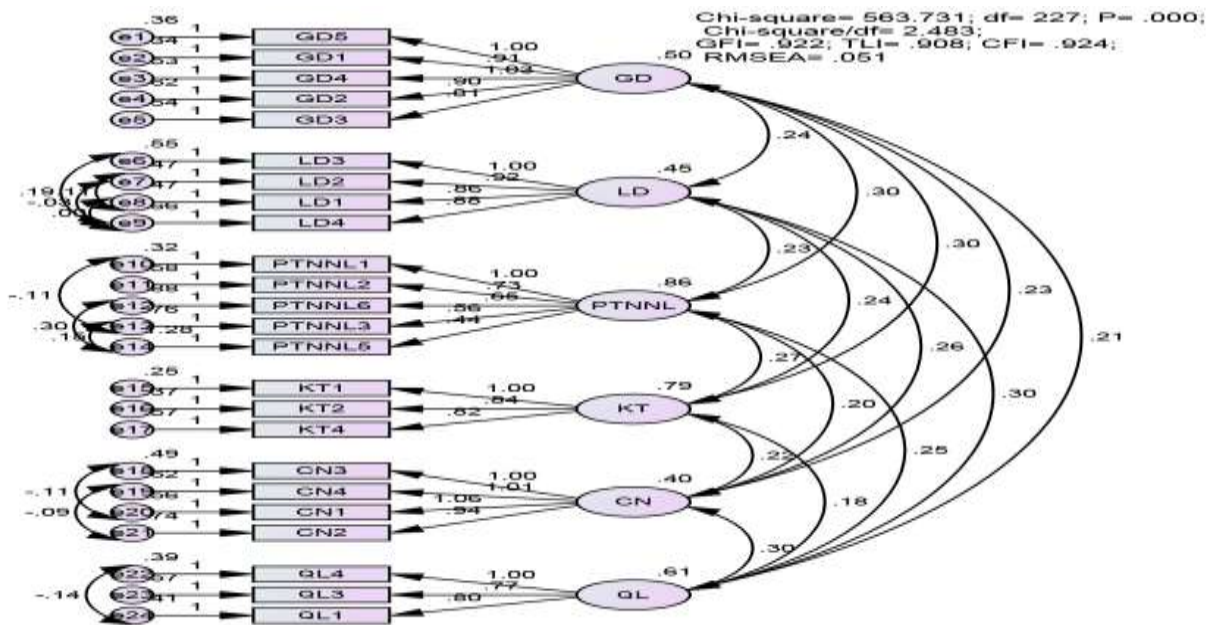 Chi-square= 563.731; df= 227; P= .000;
Chi-square/df= 2.483;
GFI= .922; TLI= .908; CFI= .924;
RMSEA= .051
.36
e1 1 GD5 1.00
e2 1 GD1 .91
e3 1 GD4 1.03
e4 1 GD2 .90
e5 1 GD3 .81
.50
GD
.24
.55
e6 1 LD3 1.00
e7 1 LD2 .92
e8 1 LD1 .86
e9 1 LD4 .88
.45
LD
.30
.23
.30
.32
e10 1 PTNNL1 1.00
e11 1 PTNNL2 .73
e12 1 PTNNL6
e13 1 PTNNL3 .56
e14 1 PTNNL5 .44
.86
PTNNL
-.11
.30
.28
.24
.23
.21
.26
.27
.25
e15 1 KT1 1.00
e16 1 KT2 .84
e17 1 KT4 .82
.79
KT
.20
.30
.22
.25
.49
e18 1 CN3 1.00
e19 1 CN4 1.01
e20 1 CN1 1.06
e21 1 CN2 .94
.40
CN
-.11
-.09
.18
.30
.39
e22 1 QL4 1.00
e23 1 QL3 .77
e24 1 QL1 .80
.61
QL
-.14